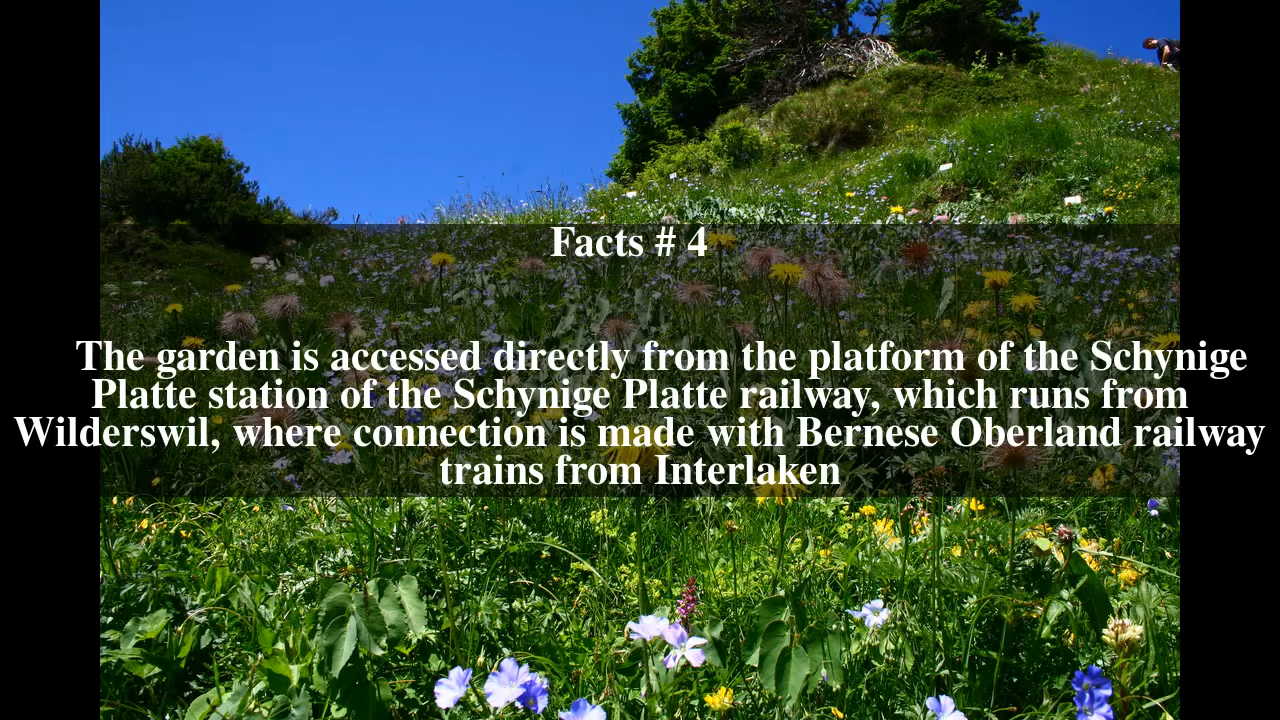 Facts # 4
The garden is accessed directly from the platform of the Schynige
Platte station of the Schynige Platte railway, which runs from
Wilderswil, where connection is made with Bernese Oberland railway
trains from Interlaken